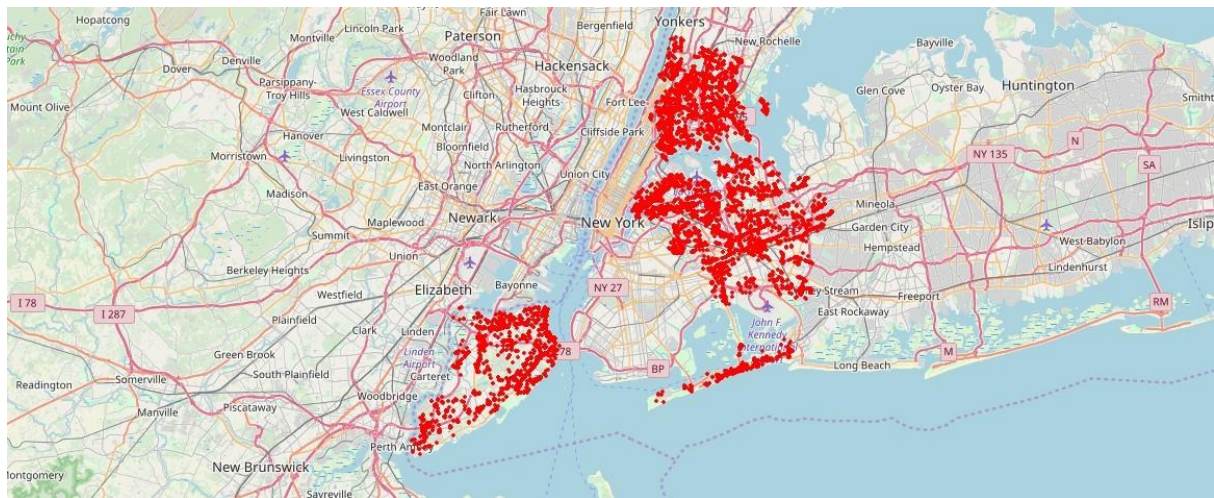 Hopatcong
Montville
Lincoln Park
Fair Lawn
Paterson
Bergenfield
Yonkers
New Rochelle
Bayville
Dover
Denville
Parsippany-
Troy Hills
Woodland
Park
Hackensack
Glen Cove
Oyster Bay
Huntington
Mount Olive
Essex County
Airport
West Caldwell
Clifton
Hasbrouck
Heights
Fort Lee
Hanover
Montclair
Rutherford
Cliffside Park
N
Morristown
Livingston
Bloomfield
North Arlington
Union City
NY 135
SA
Madison
East Orange
Mineola
Summit
Maplewood
Newark
New York
Garden City
Hempstead
West Babylon
Islip
Berkeley Heights
Union
Lindenhurst
I 78
I 287
Westfield
Elizabeth
Bayonne
NY 27
Freeport
RM
Plainfield
Clark
Linden
East Rockaway
John F.
Kennedy
International
Green Brook
Linden
Airport
278
M
Readington
Somerville
South Plainfield
Carteret
BP
Long Beach
Manville
Piscataway
Woodbridge
Perth Amboy
New Brunswick
Montgomery
Sayreville